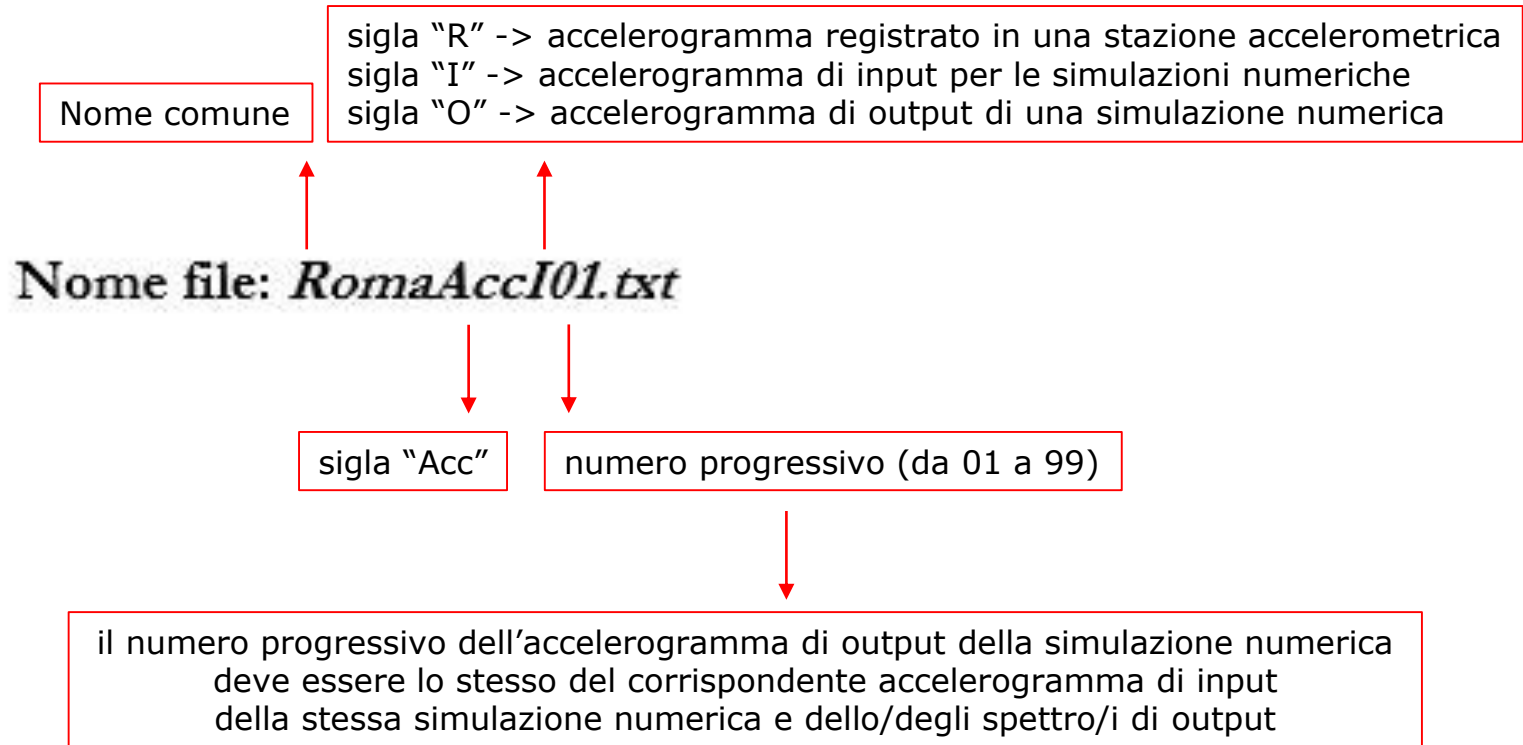 sigla “R” -> accelerogramma registrato in una stazione accelerometrica
sigla “I” -> accelerogramma di input per le simulazioni numeriche
sigla “O” -> accelerogramma di output di una simulazione numerica
Nome comune
Nome file: RomaAccI01.txt
sigla “Acc”
numero progressivo (da 01 a 99)
il numero progressivo dell’accelerogramma di output della simulazione numerica
deve essere lo stesso del corrispondente accelerogramma di input
della stessa simulazione numerica e dello/degli spettro/i di output